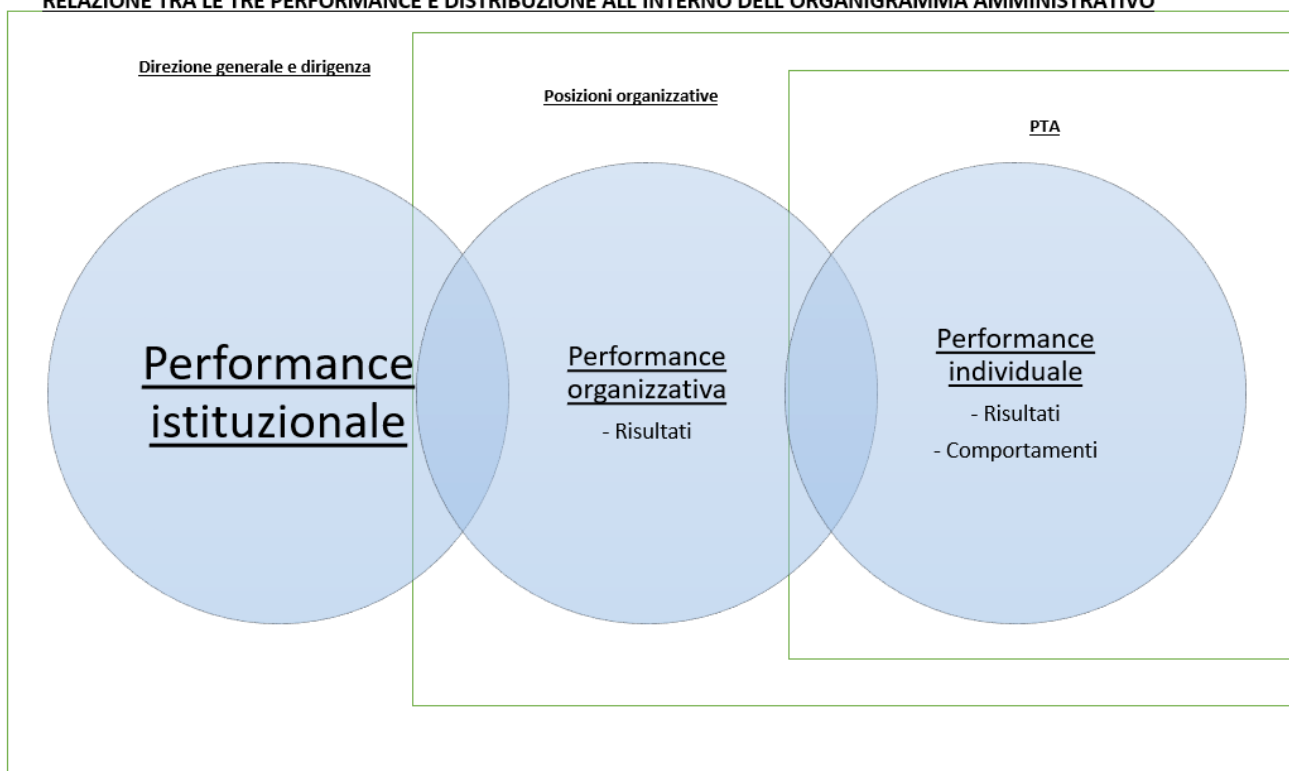 RELAZIONE TRA LE TRE PERFORMANCE E DISTRIBUZIONE ALL'INTERNO DELL'ORGANIGRAMMA AMMINISTRATIVO
Direzione generale e dirigenza
Posizioni organizzative
PTA
Performance
istituzionale
Performance
organizzativa
- Risultati
Performance
individuale
- Risultati
- Comportamenti